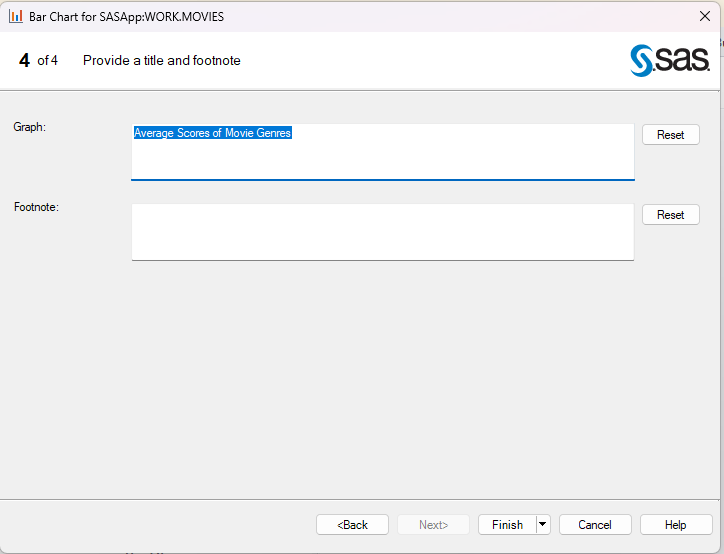 Bar Chart for SASApp:WORK.MOVIES
4 of 4 Provide a title and footnote
sas.
Graph:
Average Scores of Movie Genres
Reset
Footnote:
Reset
<Back
Next>
Finish
Cancel
Help